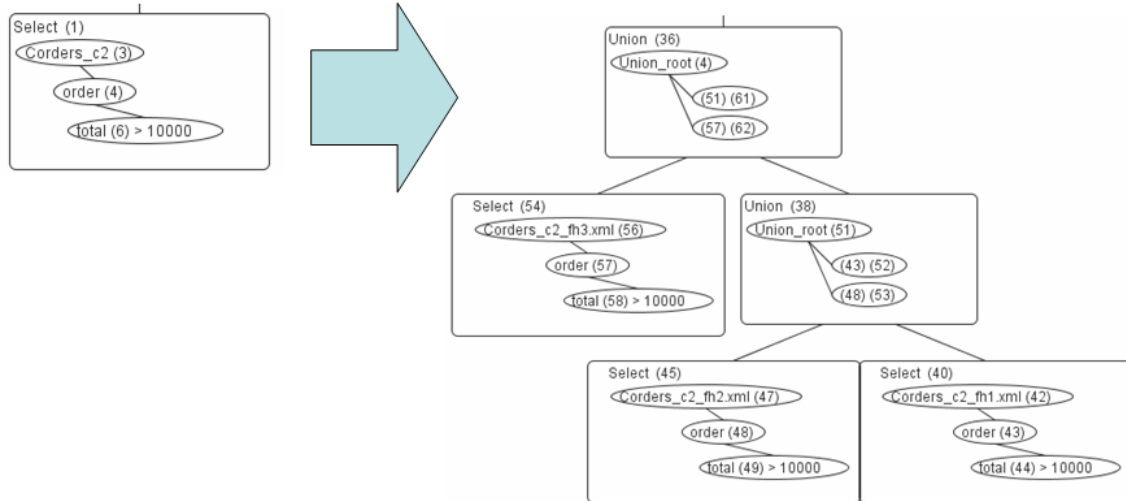 Select (1)
Corders_c2 (3)
order (4)
total (6) > 10000
Union (36)
Union_root (4)
(51) (61)
(57) (62)
Select (54)
Corders_c2_fh3.xml (56)
order (57)
total (58) > 10000
Union (38)
Union_root (51)
(43) (52)
(48) (53)
Select (45)
Corders_c2_fh2.xml (47)
order (48)
total (49) > 10000
Select (40)
Corders_c2_fh1.xml (42)
order (43)
total (44) > 10000